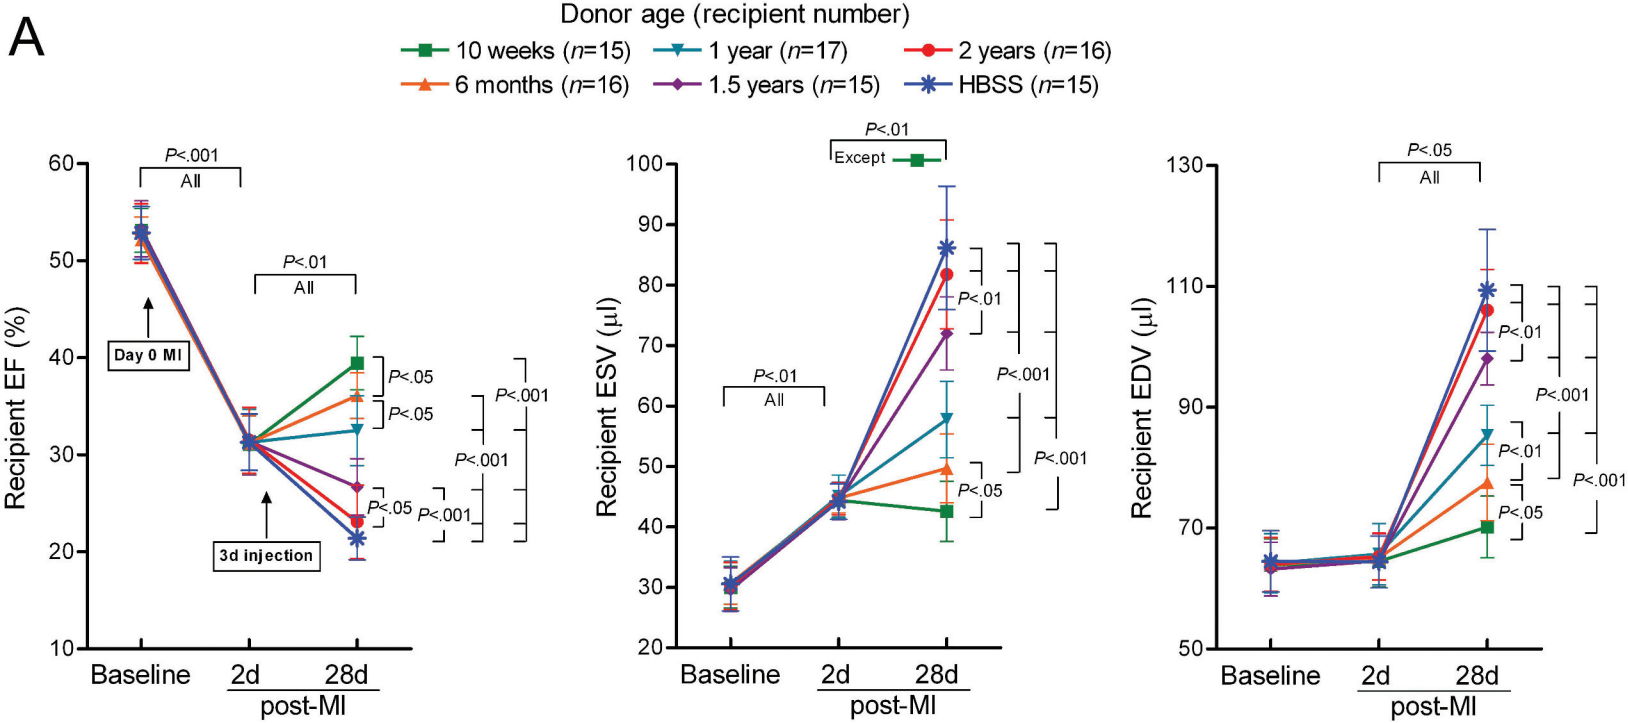 A
Donor age (recipient number)
10 weeks (n=15)
1 year (n=17)
2 years (n=16)
6 months (n=16)
1.5 years (n=15)
HBSS (n=15)
Recipient EF (%)
60
50
40
30
20
10
P<.001
All
P<.01
All
Day 0 MI
3d injection
P<.05
P<.05
P<.001
P<.001
P<.05
P<.001
Baseline
2d
28d
post-MI
Recipient ESV (μl)
100
90
80
70
60
50
40
30
20
P<.01
Except
P<.01
All
P<.01
P<.001
P<.001
P<.05
Baseline
2d
28d
post-MI
Recipient EDV (μl)
130
110
90
70
50
P<.05
All
P<.01
P<.001
P<.01
P<.001
P<.05
Baseline
2d
28d
post-MI